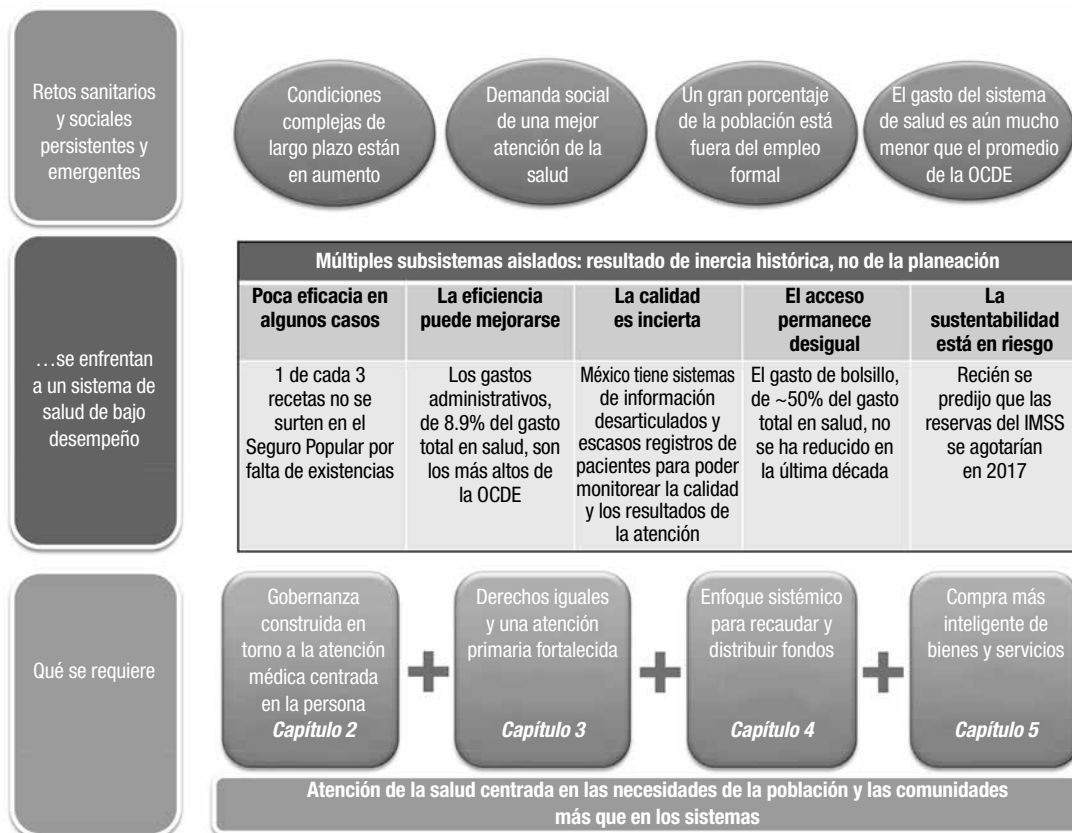 Retos sanitarios
y sociales
persistentes y
emergentes
Condiciones
complejas de
largo plazo están
en aumento
Demanda social
de una mejor
atención de la
salud
Un gran porcentaje
de la población está
fuera del empleo
formal
El gasto del sistema
de salud es aún mucho
menor que el promedio
de la OCDE
…se enfrentan
a un sistema de
salud de bajo
desempeño
Múltiples subsistemas aislados: resultado de inercia histórica, no de la planeación
Poca eficacia en
algunos casos
La eficiencia
puede mejorarse
La calidad
es incierta
El acceso
permanece
desigual
La
sustentabilidad
está en riesgo
1 de cada 3
recetas no se
surten en el
Seguro Popular por
falta de existencias
Los gastos
administrativos,
de 8.9% del gasto
total en salud, son
los más altos de
la OCDE
México tiene sistemas
de información
desarticulados y
escasos registros de
pacientes para poder
monitorear la calidad
y los resultados de
la atención
El gasto de bolsillo,
de ~50% del gasto
total en salud, no
se ha reducido en
la última década
Recién se
predijo que las
reservas del IMSS
se agotarían
en 2017
Qué se requiere
Gobernanza
construida en
torno a la atención
médica centrada
en la persona
Capítulo 2
+
Derechos iguales
y una atención
primaria fortalecida
Capítulo 3
+
Enfoque sistémico
para recaudar y
distribuir fondos
Capítulo 4
+
Compra más
inteligente de
bienes y servicios
Capítulo 5
Atención de la salud centrada en las necesidades de la población y las comunidades
más que en los sistemas